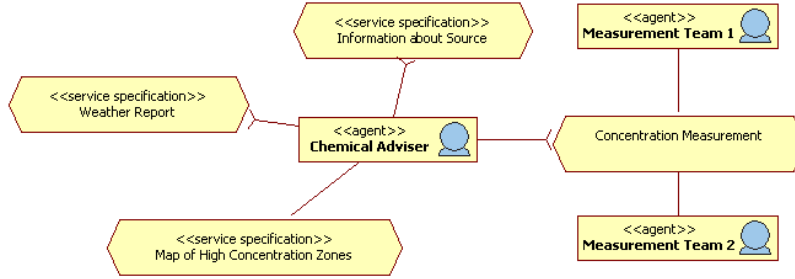 <<service specification>>
Information about Source
<<agent>>
Measurement Team 1
<<service specification>>
Weather Report
<<agent>>
Chemical Adviser
Concentration Measurement
<<service specification>>
Map of High Concentration Zones
<<agent>>
Measurement Team 2